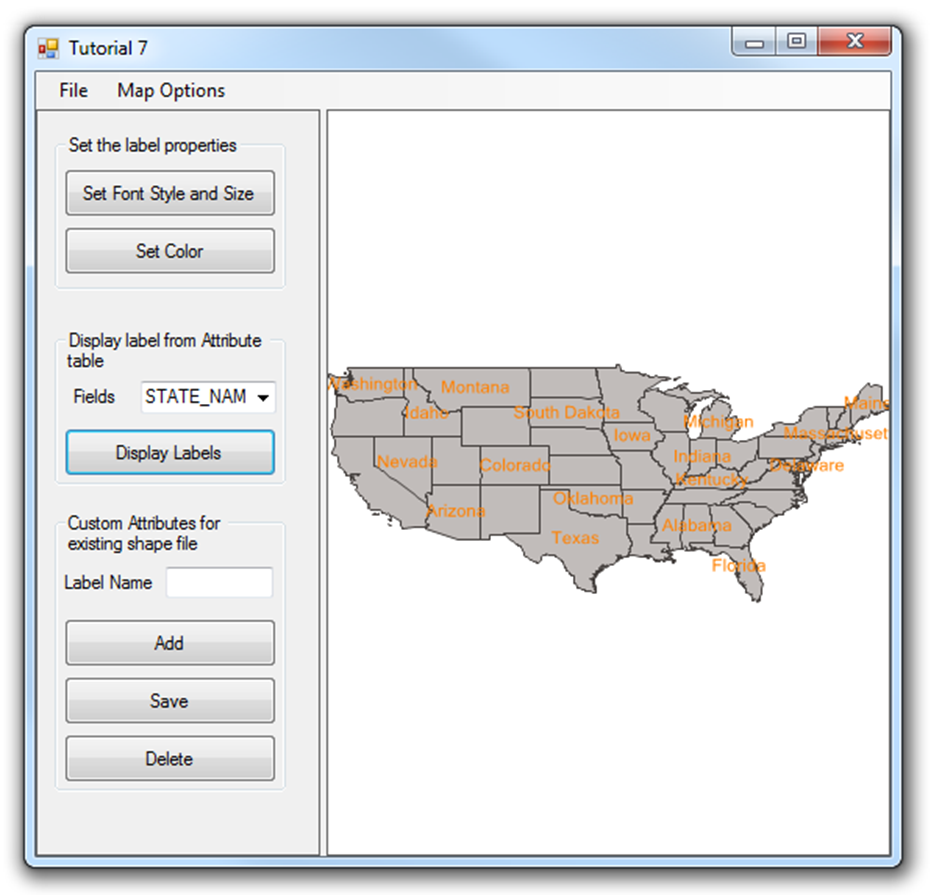 Tutorial 7
File Map Options
Set the label properties
Set Font Style and Size
Set Color
Display label from Attribute
table
Fields STATE_NAM
Display Labels
Custom Attributes for
existing shape file
Label Name
Add
Save
Delete
Washington
Montana
Maine
Idaho
South Dakota
Michigan
Iowa
Massachuset
Nevada
Colorado
Indiana
Delaware
Kentucky
Oklahoma
Arizona
Alabama
Texas
Florida